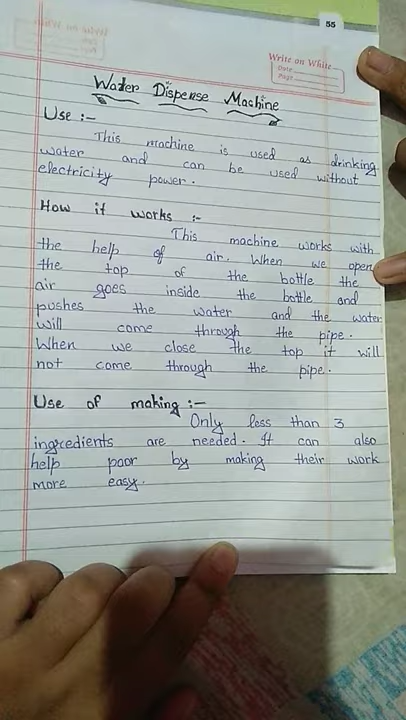 55
Write on White
Date
Page
Water Dispense Machine
Use :-
This machine is used as drinking
water and can be used without
electricity power.
How it works :-
This machine works with
the help of air. When we open
the top of the bottle the
air goes inside the bottle and
pushes the water and the water
will come through the pipe.
When we close the top it will
not come through the pipe.
Use of making :-
Only less than 3
ingredients are needed. It can also
help poor by making their work
more easy.